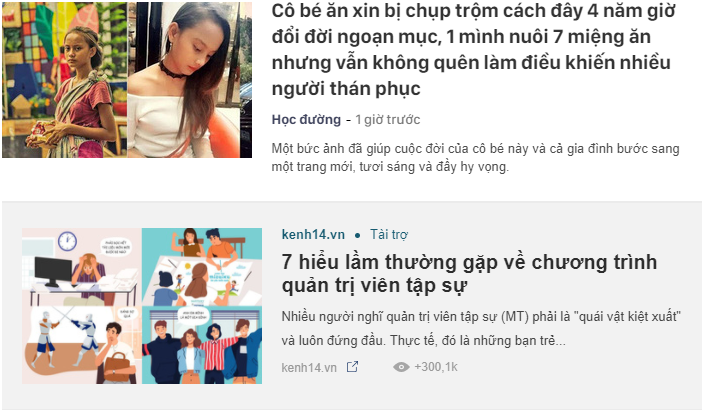 Cô bé ăn xin bị chụp trộm cách đây 4 năm giờ
đổi đời ngoạn mục, 1 mình nuôi 7 miệng ăn
nhưng vẫn không quên làm điều khiến nhiều
người thán phục
Học đường - 1 giờ trước
Một bức ảnh đã giúp cuộc đời của cô bé này và cả gia đình bước sang
một trang mới, tươi sáng và đầy hy vọng.
kenh14.vn • Tài trợ
7 hiểu lầm thường gặp về chương trình
quản trị viên tập sự
Nhiều người nghĩ quản trị viên tập sự (MT) phải là "quái vật kiệt xuất"
và luôn đứng đầu. Thực tế, đó là những bạn trẻ...
kenh14.vn +300,1k